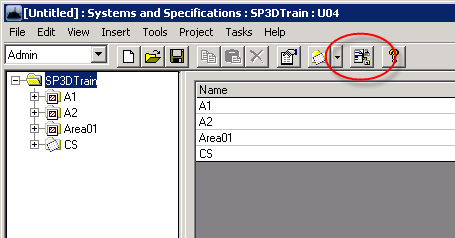 [Untitled] : Systems and Specifications : SP3DTrain : U04
File Edit View Insert Tools Project Tasks Help
Admin
SP3DTrain
A1
A2
Area01
CS
Name
A1
A2
Area01
CS